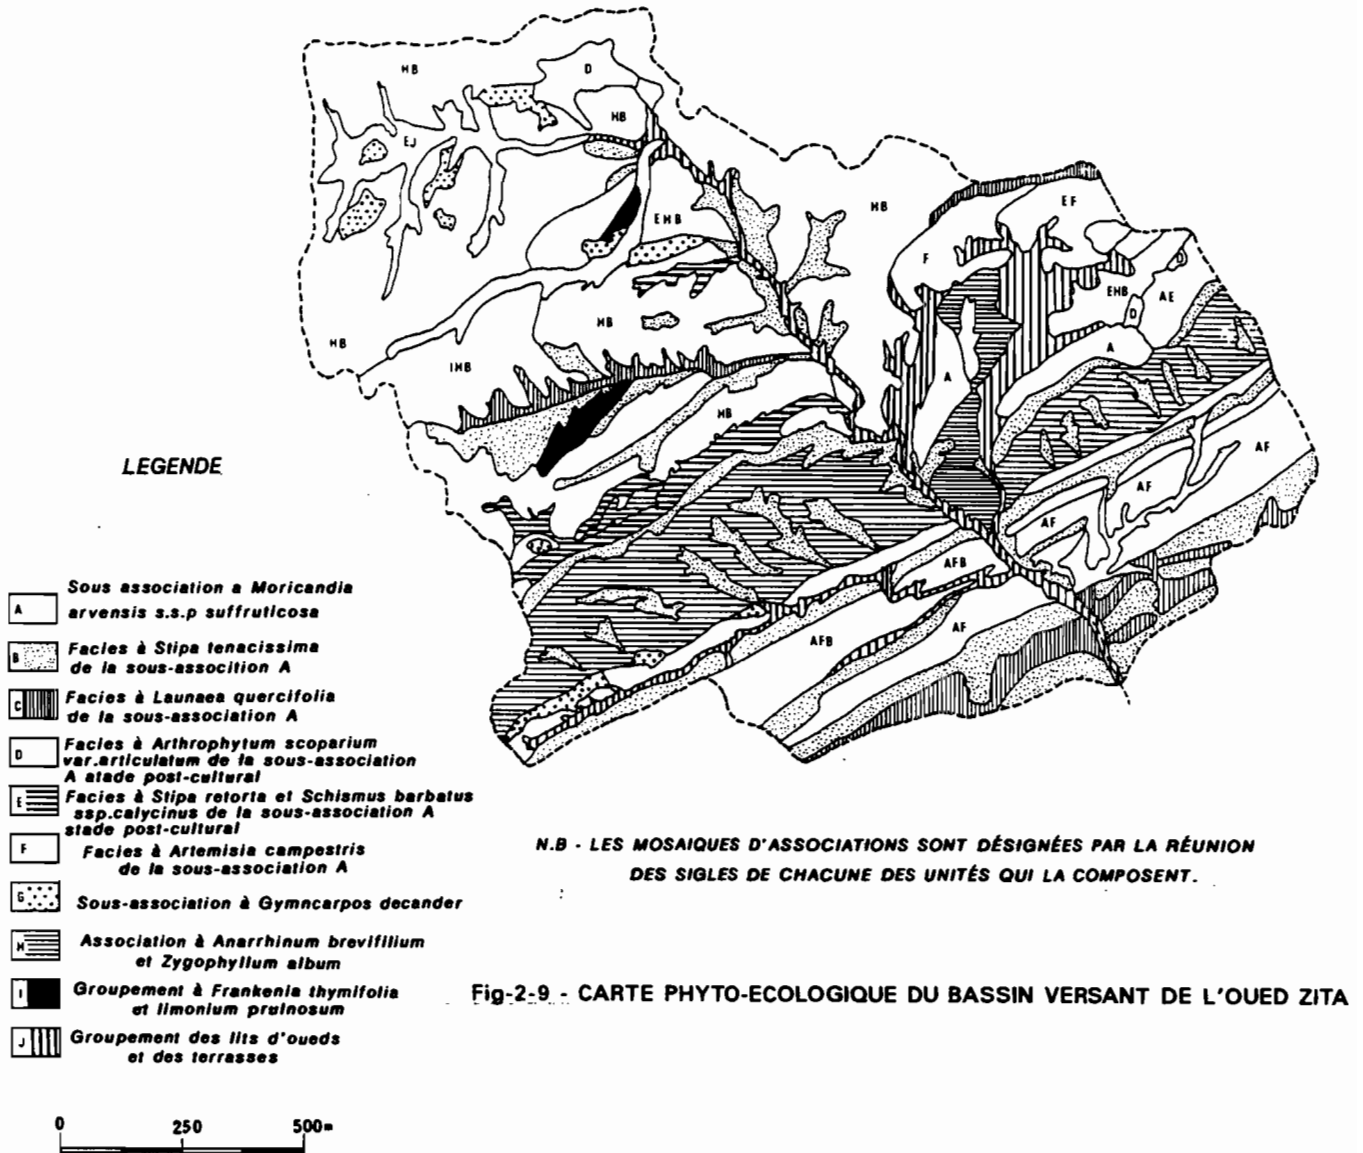 HB
D
HB
EJ
EHB
HB
EF
F
EHB
AE
D
HB
HB
IHB
A
A
HB
AF
AF
AF
AFB
AF
AFB
LEGENDE
A
Sous association a Moricandia
arvensis s.s.p suffruticosa
B
Facies à Stipa tenacissima
de la sous-assocition A
C
Facies à Launaea quercifolia
de la sous-association A
D
Facies à Arthrophytum scoparium
var.articulatum de la sous-association
A atade post-cultural
E
Facies à Stipa retorta et Schismus barbatus
ssp.calycinus de la sous-association A
stade post-cultural
F
Facies à Artemisia campestris
de la sous-association A
G
Sous-association à Gymncarpos decander
H
Association à Anarrhinum brevifilium
et Zygophyllum album
I
Groupement à Frankenia thymifolia
et limonium pruinosum
J
Groupement des lits d'oueds
et des terrasses
N.B - LES MOSAIQUES D'ASSOCIATIONS SONT DÉSIGNÉES PAR LA RÉUNION
DES SIGLES DE CHACUNE DES UNITÉS QUI LA COMPOSENT.
Fig-2-9 - CARTE PHYTO-ECOLOGIQUE DU BASSIN VERSANT DE L'OUED ZITA
0 250 500m